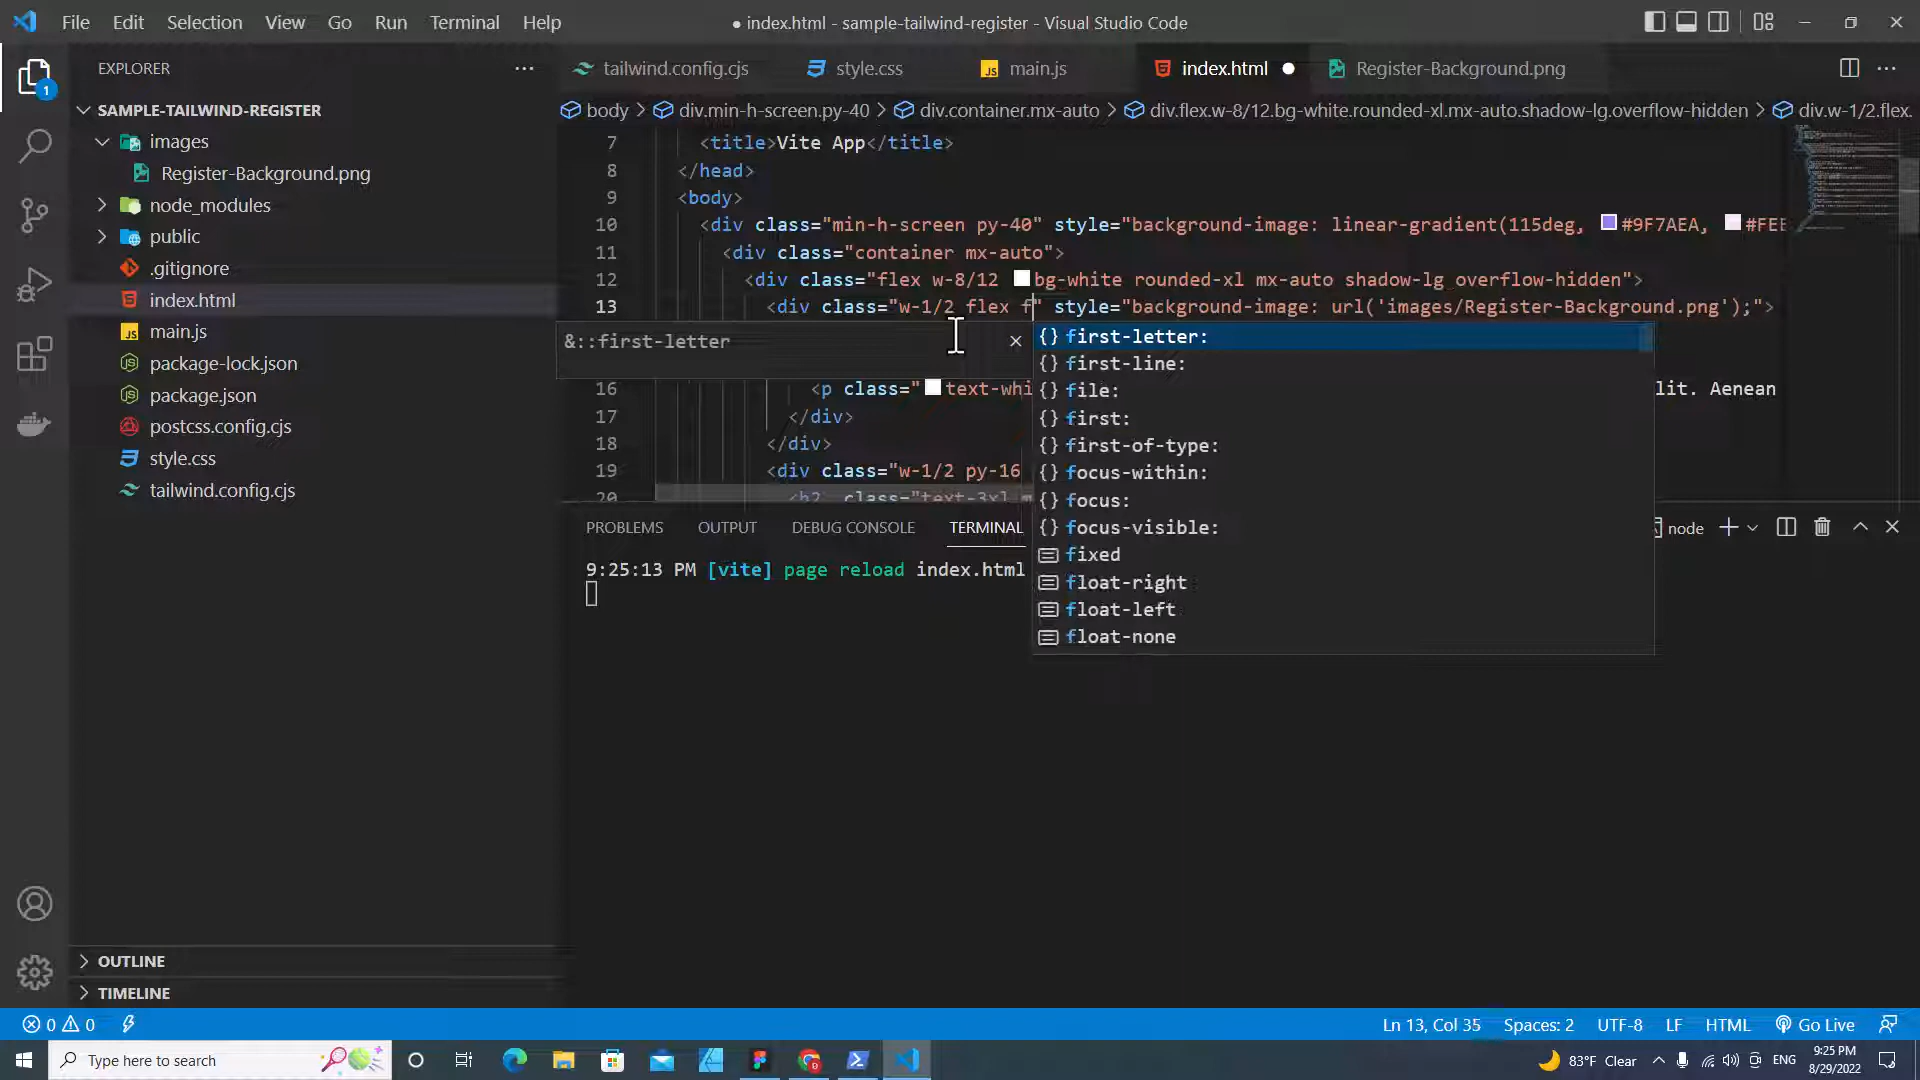 File Edit Selection View Go Run Terminal Help
● index.html - sample-tailwind-register - Visual Studio Code
EXPLORER
tailwind.config.cjs style.css main.js index.html Register-Background.png
body > div.min-h-screen.py-40 > div.container.mx-auto > div.flex.w-8/12.bg-white.rounded-xl.mx-auto.shadow-lg.overflow-hidden > div.w-1/2.flex.
1
SAMPLE-TAILWIND-REGISTER
images
Register-Background.png
node_modules
public
.gitignore
index.html
main.js
package-lock.json
package.json
postcss.config.cjs
style.css
tailwind.config.cjs
OUTLINE
TIMELINE
7 <title>Vite App</title>
8 </head>
9 <body>
10 <div class="min-h-screen py-40" style="background-image: linear-gradient(115deg, #9F7AEA, #FEE
11 <div class="container mx-auto">
12 <div class="flex w-8/12 bg-white rounded-xl mx-auto shadow-lg overflow-hidden">
13 <div class="w-1/2 flex f" style="background-image: url('images/Register-Background.png');">
&::first-letter
16 <p class="text-whi lit. Aenean
17 </div>
18 </div>
19 <div class="w-1/2 py-16
20 <h2 class="text-3xl m
{} first-letter:
{} first-line:
{} file:
{} first:
{} first-of-type:
{} focus-within:
{} focus:
{} focus-visible:
fixed
float-right
float-left
float-none
PROBLEMS OUTPUT DEBUG CONSOLE TERMINAL node
9:25:13 PM [vite] page reload index.html
0 0 Ln 13, Col 35 Spaces: 2 UTF-8 LF HTML Go Live
Type here to search
83°F Clear ENG 9:25 PM
8/29/2022